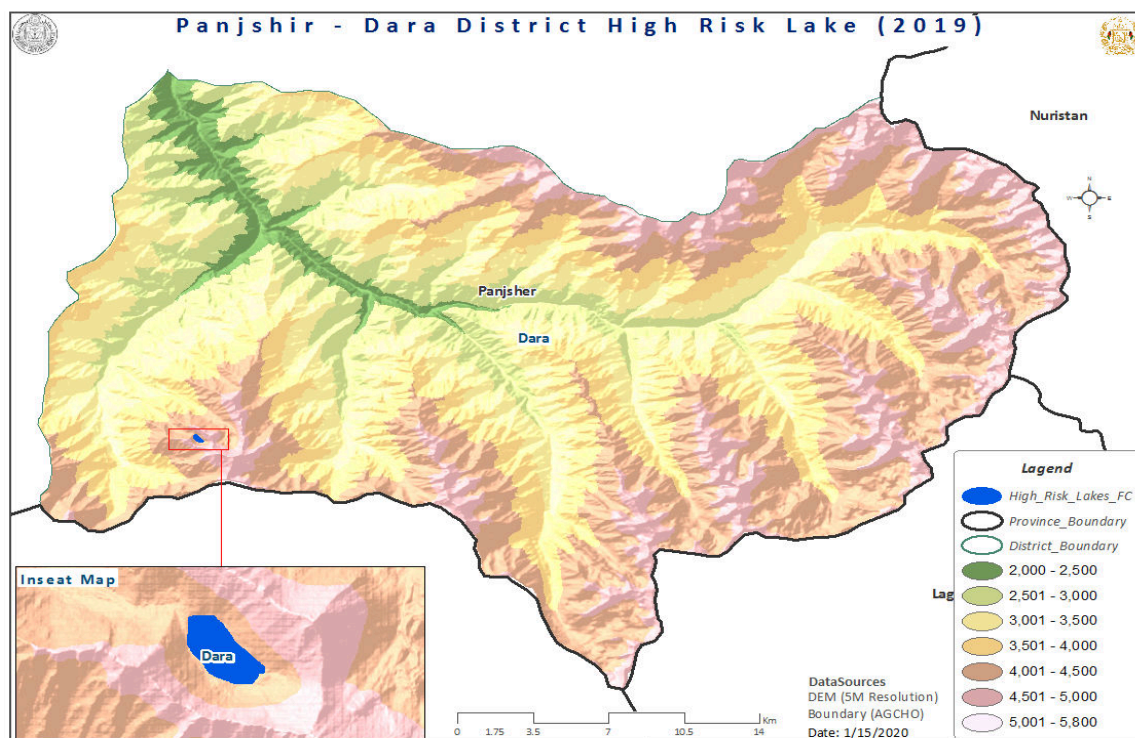 Panjshir - Dara District High Risk Lake (2019)
Nuristan
N
W E
S
Panjsher
Dara
Lag
Inseat Map
Dara
Lagend
High_Risk_Lakes_FC
Province_Boundary
District_Boundary
2,000 - 2,500
2,501 - 3,000
3,001 - 3,500
3,501 - 4,000
4,001 - 4,500
4,501 - 5,000
5,001 - 5,800
DataSources
DEM (5M Resolution)
Boundary (AGCHO)
Date: 1/15/2020
Km
0 1.75 3.5 7 10.5 14